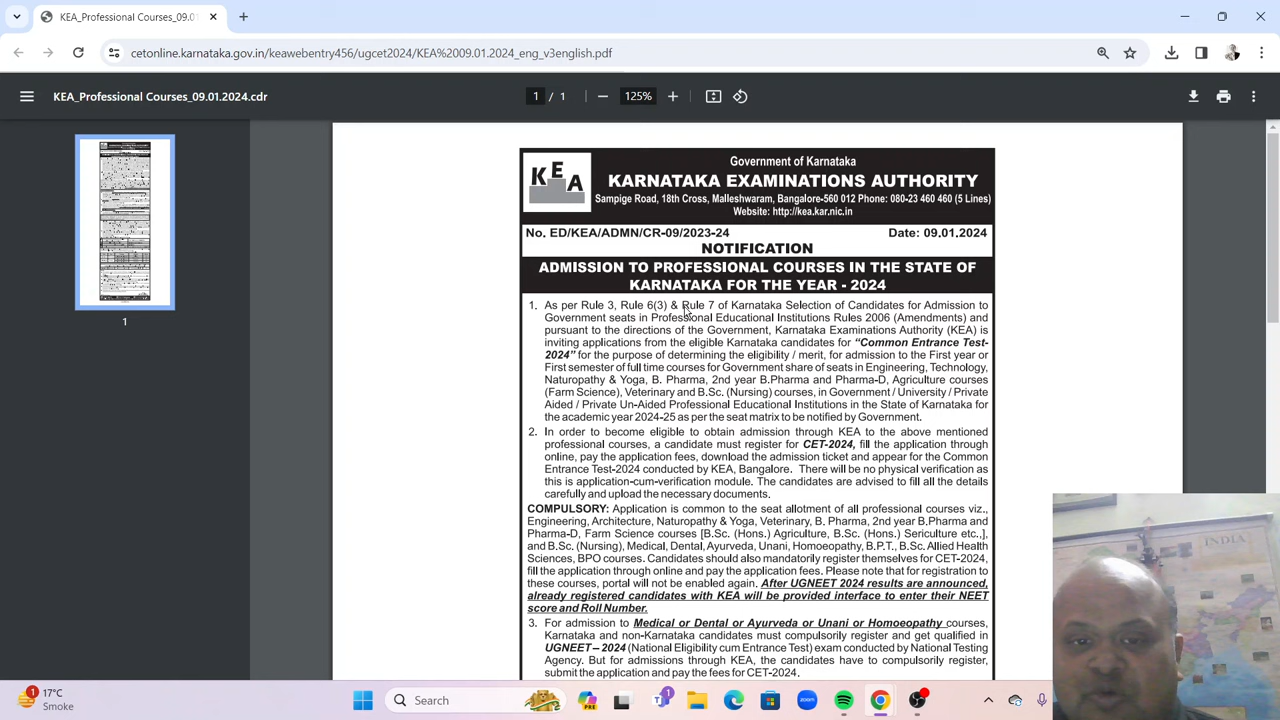 KEA_Professional Courses_09.01
cetonline.karnataka.gov.in/keawebentry456/ugcet2024/KEA%2009.01.2024_eng_v3english.pdf
KEA_Professional Courses_09.01.2024.cdr
1 / 1
125%
KEA
Government of Karnataka
KARNATAKA EXAMINATIONS AUTHORITY
Sampige Road, 18th Cross, Malleshwaram, Bangalore-560 012 Phone: 080-23 460 460 (5 Lines)
Website: http://kea.kar.nic.in
No. ED/KEA/ADMN/CR-09/2023-24 Date: 09.01.2024
NOTIFICATION
ADMISSION TO PROFESSIONAL COURSES IN THE STATE OF
KARNATAKA FOR THE YEAR - 2024
1. As per Rule 3, Rule 6(3) & Rule 7 of Karnataka Selection of Candidates for Admission to
Government seats in Professional Educational Institutions Rules 2006 (Amendments) and
pursuant to the directions of the Government, Karnataka Examinations Authority (KEA) is
inviting applications from the eligible Karnataka candidates for “Common Entrance Test-
2024” for the purpose of determining the eligibility / merit, for admission to the First year or
First semester of full time courses for Government share of seats in Engineering, Technology,
Naturopathy & Yoga, B. Pharma, 2nd year B.Pharma and Pharma-D, Agriculture courses
(Farm Science), Veterinary and B.Sc. (Nursing) courses, in Government / University / Private
Aided / Private Un-Aided Professional Educational Institutions in the State of Karnataka for
the academic year 2024-25 as per the seat matrix to be notified by Government.
2. In order to become eligible to obtain admission through KEA to the above mentioned
professional courses, a candidate must register for CET-2024, fill the application through
online, pay the application fees, download the admission ticket and appear for the Common
Entrance Test-2024 conducted by KEA, Bangalore. There will be no physical verification as
this is application-cum-verification module. The candidates are advised to fill all the details
carefully and upload the necessary documents.
COMPULSORY: Application is common to the seat allotment of all professional courses viz.,
Engineering, Architecture, Naturopathy & Yoga, Veterinary, B. Pharma, 2nd year B.Pharma and
Pharma-D, Farm Science courses [B.Sc. (Hons.) Agriculture, B.Sc. (Hons.) Sericulture etc.,],
and B.Sc. (Nursing), Medical, Dental, Ayurveda, Unani, Homoeopathy, B.P.T., B.Sc. Allied Health
Sciences, BPO courses. Candidates should also mandatorily register themselves for CET-2024,
fill the application through online and pay the application fees. Please note that for registration to
these courses, portal will not be enabled again. After UGNEET 2024 results are announced,
already registered candidates with KEA will be provided interface to enter their NEET
score and Roll Number.
3. For admission to Medical or Dental or Ayurveda or Unani or Homoeopathy courses,
Karnataka and non-Karnataka candidates must compulsorily register and get qualified in
UGNEET – 2024 (National Eligibility cum Entrance Test) exam conducted by National Testing
Agency. But for admissions through KEA, the candidates have to compulsorily register,
submit the application and pay the fees for CET-2024.
1
INDIA
1
17°C
Smoke
Search
PRE
1
zoom